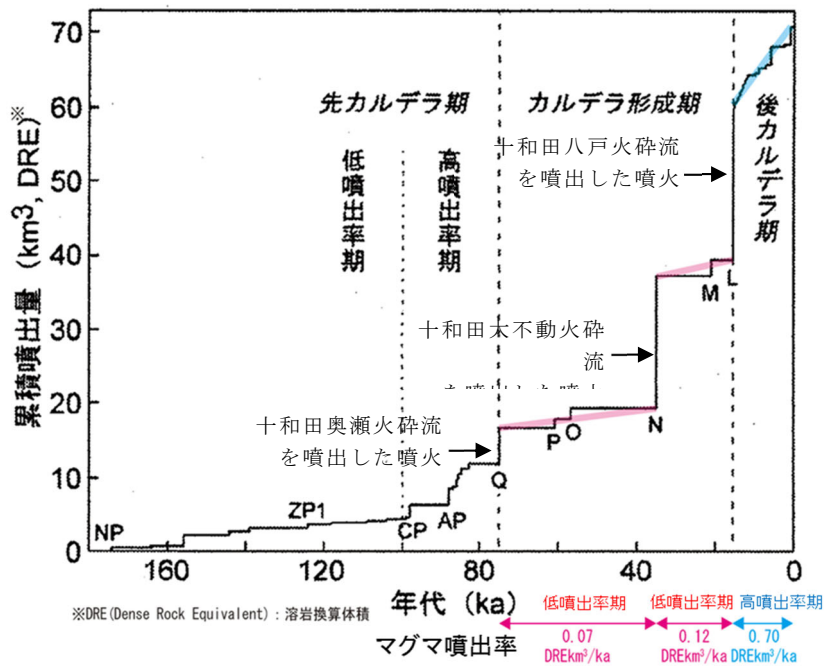 累積噴出量 (km³, DRE)※
70
60
50
40
30
20
10
0
先カルデラ期
カルデラ形成期
後カルデラ期
低噴出率期
高噴出率期
十和田八戸火砕流
を噴出した噴火
十和田大不動火砕
流
十和田奥瀬火砕流
を噴出した噴火
NP
ZP1
CP
AP
Q
P
O
N
M
L
160
120
80
40
0
年代 (ka)
※DRE(Dense Rock Equivalent) : 溶岩換算体積
マグマ噴出率
低噴出率期
0.07
DREkm³/ka
低噴出率期
0.12
DREkm³/ka
高噴出率期
0.70
DREkm³/ka